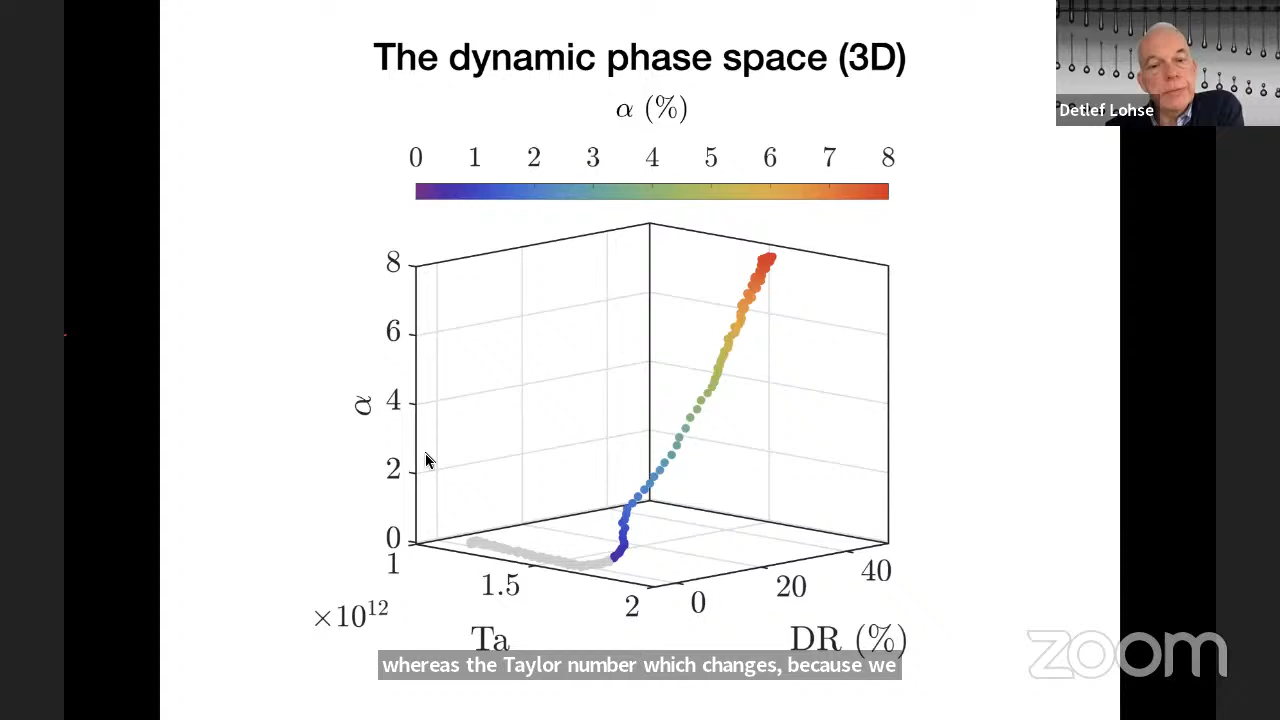 The dynamic phase space (3D)
Detlef Lohse
α (%)
0 1 2 3 4 5 6 7 8
8
6
4
2
0
α
1
1.5
2
×10¹²
Ta
0
20
40
DR (%)
whereas the Taylor number which changes, because we
zoom